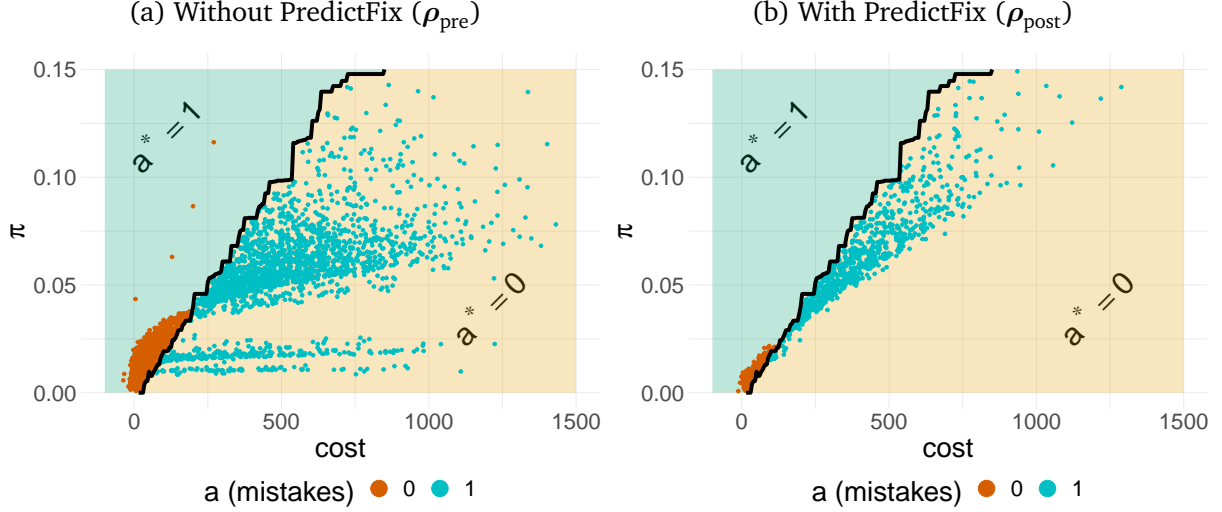 (a) Without PredictFix (ρpre)
(b) With PredictFix (ρpost)
0.15
0.10
0.05
0.00
π
a* = 1
a* = 0
0
500
1000
1500
cost
a (mistakes) 0 1
0.15
0.10
0.05
0.00
π
a* = 1
a* = 0
0
500
1000
1500
cost
a (mistakes) 0 1